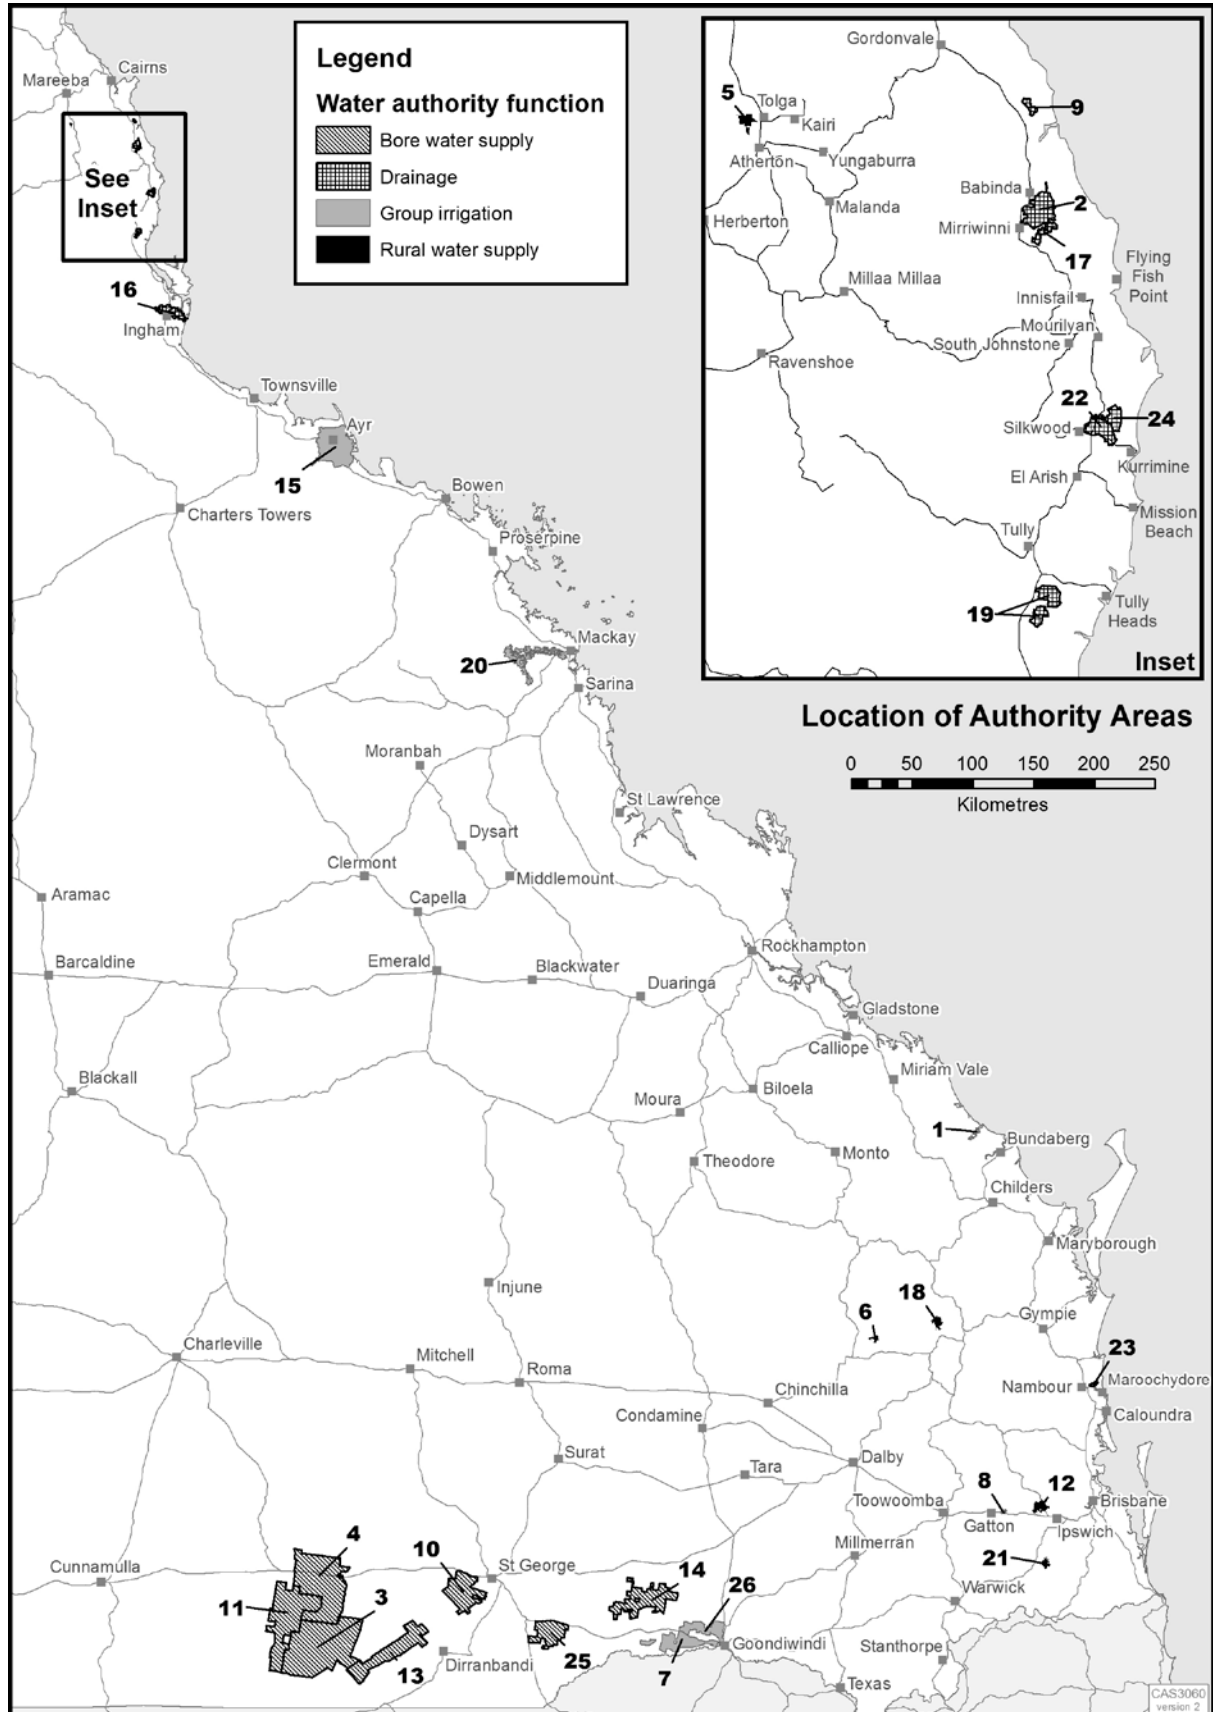 Legend
Water authority function
Bore water supply
Drainage
Group irrigation
Rural water supply
Mareeba
Cairns
See
Inset
16
Ingham
Townsville
Ayr
15
Charters Towers
Bowen
Proserpine
Mackay
20
Sarina
Moranbah
St Lawrence
Dysart
Clermont
Middlemount
Aramac
Capella
Rockhampton
Barcaldine
Emerald
Blackwater
Duaringa
Gladstone
Calliope
Blackall
Miriam Vale
Biloela
Moura
1
Bundaberg
Monto
Theodore
Childers
Maryborough
Injune
18
6
Gympie
Charleville
23
Mitchell
Roma
Nambour
Maroochydore
Chinchilla
Condamine
Caloundra
Surat
Dalby
Tara
8
12
Toowoomba
Brisbane
Gatton
Ipswich
4
Millmerran
10
21
Cunnamulla
St George
14
26
Warwick
11
3
Goondiwindi
Stanthorpe
13
Dirranbandi
25
7
Texas
Gordonvale
5
Tolga
9
Kairi
Atherton
Yungaburra
Babinda
2
Malanda
Herberton
Mirriwinni
17
Flying
Fish
Point
Millaa Millaa
Innisfail
Mourilyan
South Johnstone
Ravenshoe
22
24
Silkwood
Kurrimine
El Arish
Mission
Beach
Tully
19
Tully
Heads
Inset
Location of Authority Areas
0 50 100 150 200 250
Kilometres
CAS3060
version 2